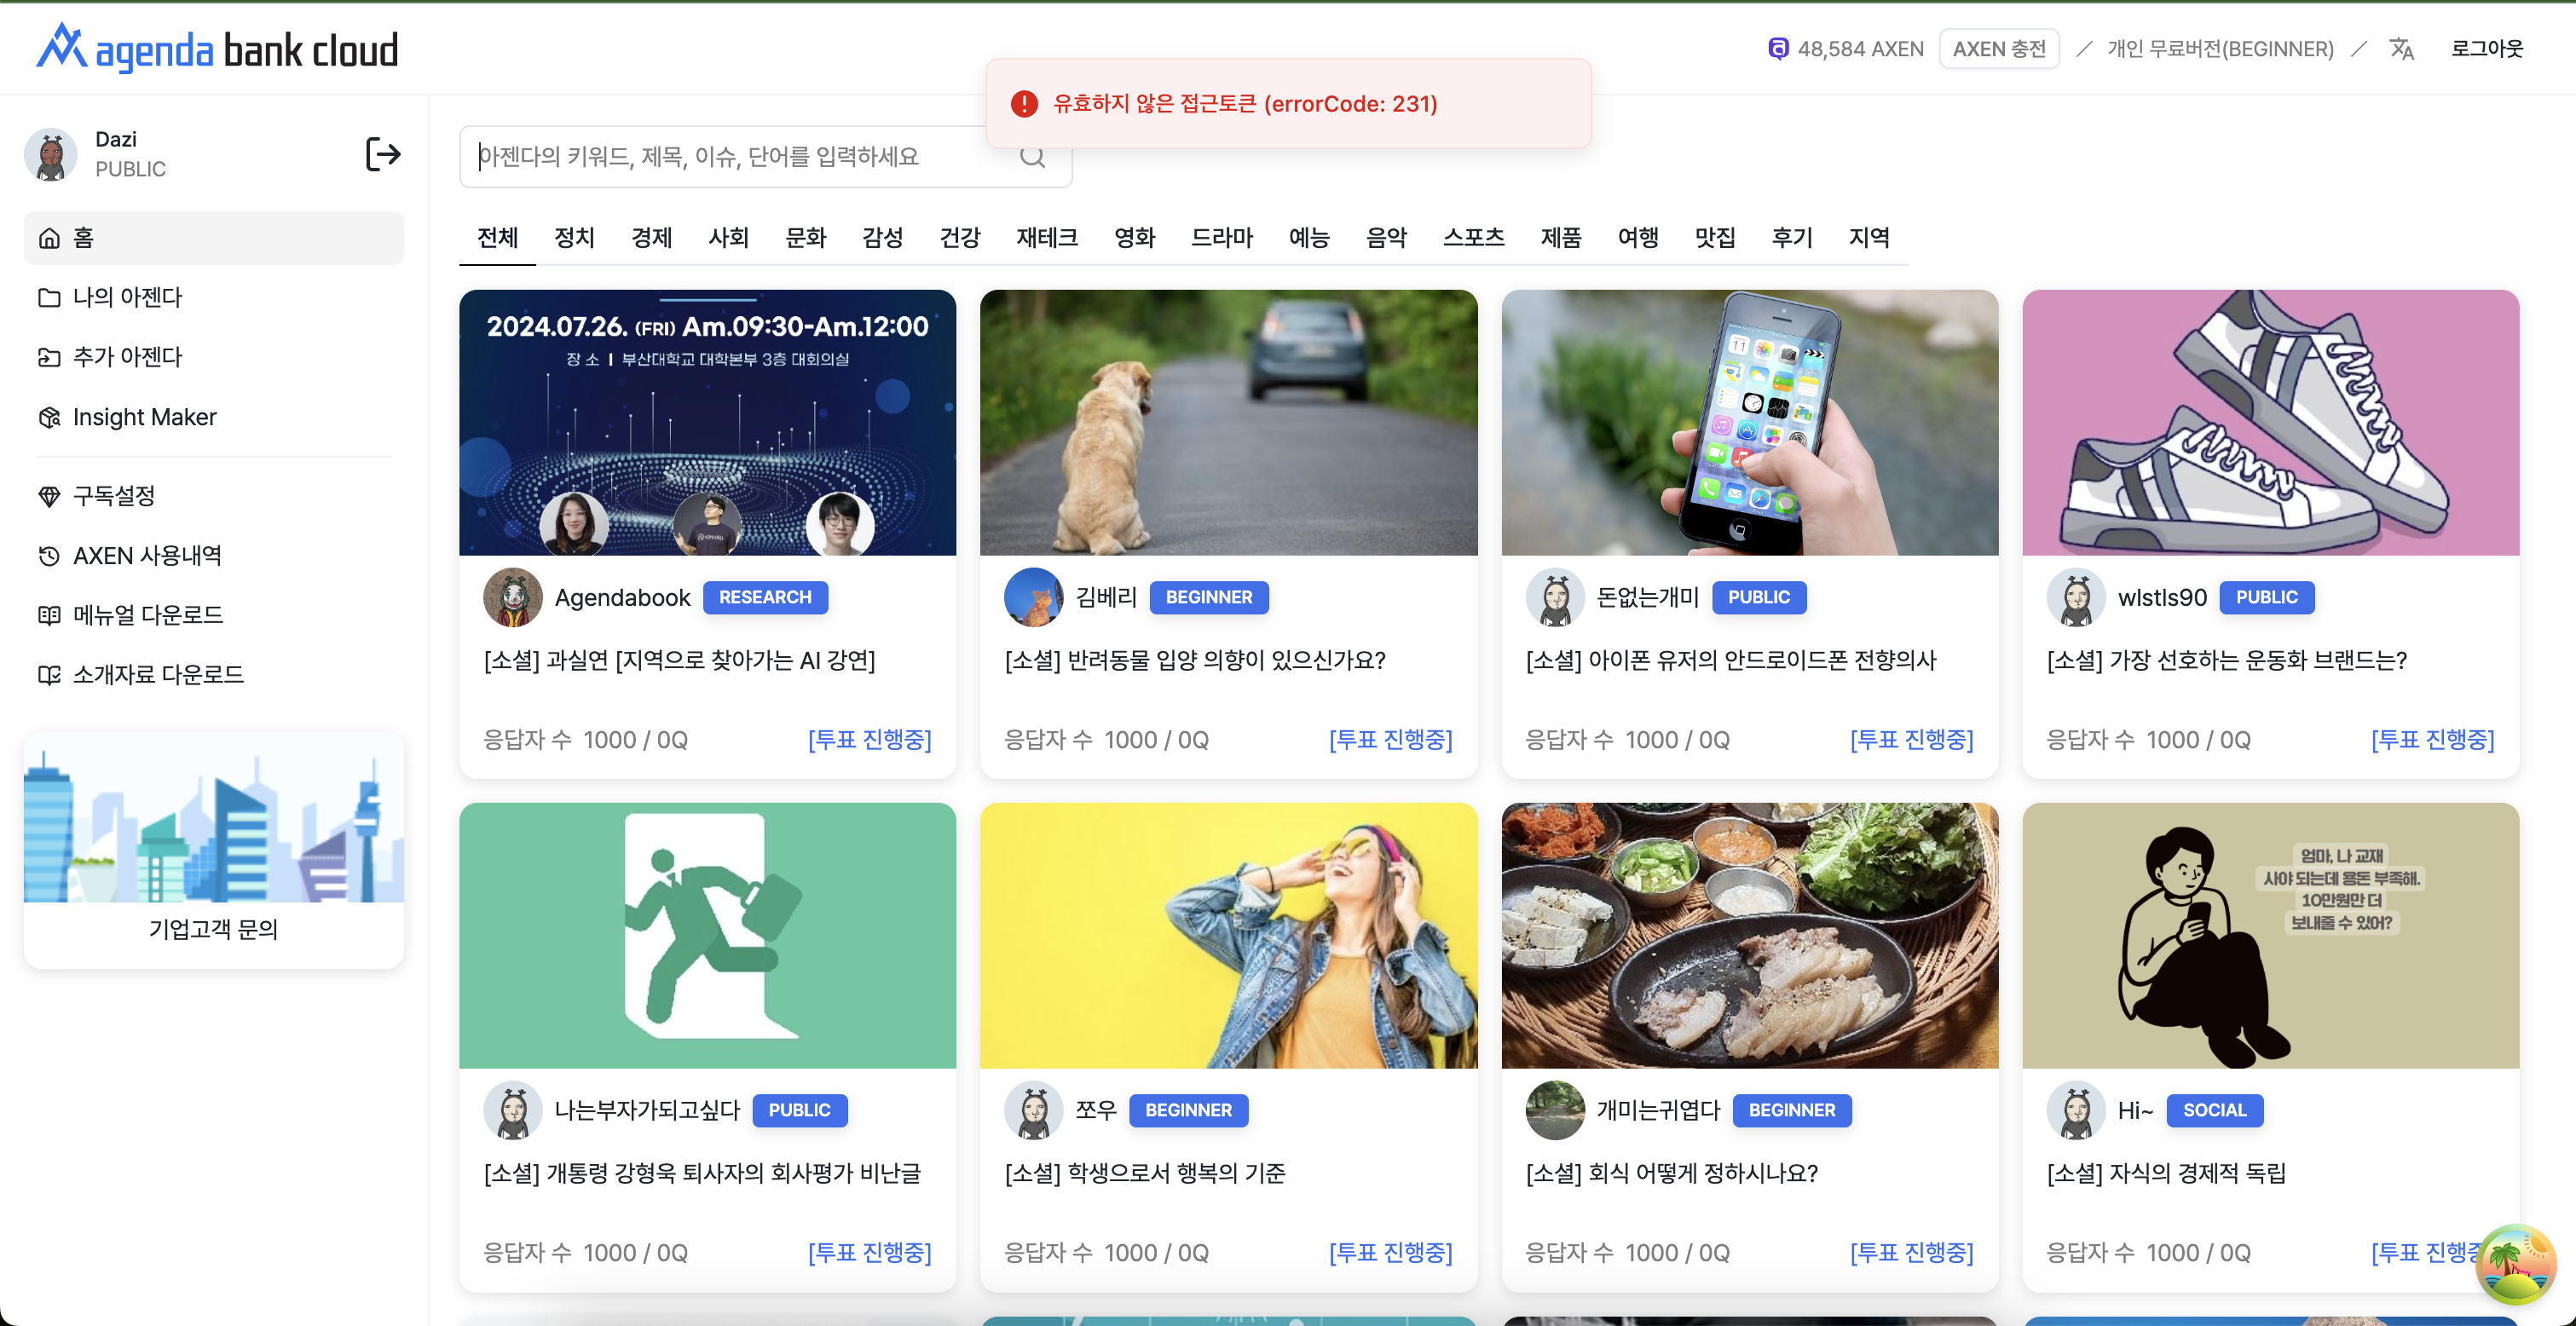 agenda bank cloud
48,584 AXEN
AXEN 충전
개인 무료버전(BEGINNER)
로그아웃
유효하지 않은 접근토큰 (errorCode: 231)
Dazi
PUBLIC
홈
나의 아젠다
추가 아젠다
Insight Maker
구독설정
AXEN 사용내역
메뉴얼 다운로드
소개자료 다운로드
기업고객 문의
아젠다의 키워드, 제목, 이슈, 단어를 입력하세요
전체 정치 경제 사회 문화 감성 건강 재테크 영화 드라마 예능 음악 스포츠 제품 여행 맛집 후기 지역
2024.07.26. (FRI) Am.09:30-Am.12:00
장 소 | 부산대학교 대학본부 3층 대회의실
Agendabook RESEARCH
[소셜] 과실연 [지역으로 찾아가는 AI 강연]
응답자 수 1000 / 0Q [투표 진행중]
김베리 BEGINNER
[소셜] 반려동물 입양 의향이 있으신가요?
응답자 수 1000 / 0Q [투표 진행중]
11
돈없는개미 PUBLIC
[소셜] 아이폰 유저의 안드로이드폰 전향의사
응답자 수 1000 / 0Q [투표 진행중]
wlstls90 PUBLIC
[소셜] 가장 선호하는 운동화 브랜드는?
응답자 수 1000 / 0Q [투표 진행중]
나는부자가되고싶다 PUBLIC
[소셜] 개통령 강형욱 퇴사자의 회사평가 비난글
응답자 수 1000 / 0Q [투표 진행중]
쪼우 BEGINNER
[소셜] 학생으로서 행복의 기준
응답자 수 1000 / 0Q [투표 진행중]
개미는귀엽다 BEGINNER
[소셜] 회식 어떻게 정하시나요?
응답자 수 1000 / 0Q [투표 진행중]
엄마, 나 교재
사야 되는데 용돈 부족해.
10만원만 더
보내줄 수 있어?
Hi~ SOCIAL
[소셜] 자식의 경제적 독립
응답자 수 1000 / 0Q [투표 진행